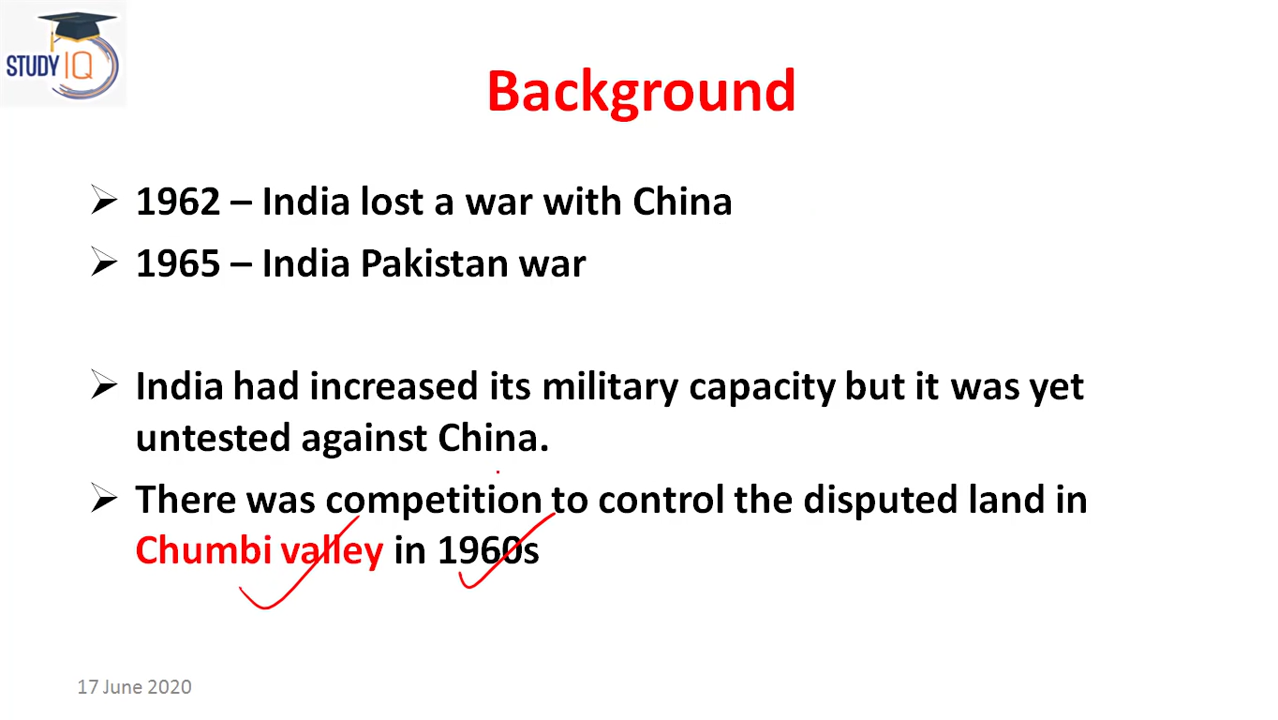 STUDY IQ
Background
➢ 1962 – India lost a war with China
➢ 1965 – India Pakistan war
➢ India had increased its military capacity but it was yet
untested against China.
➢ There was competition to control the disputed land in
Chumbi valley in 1960s
17 June 2020